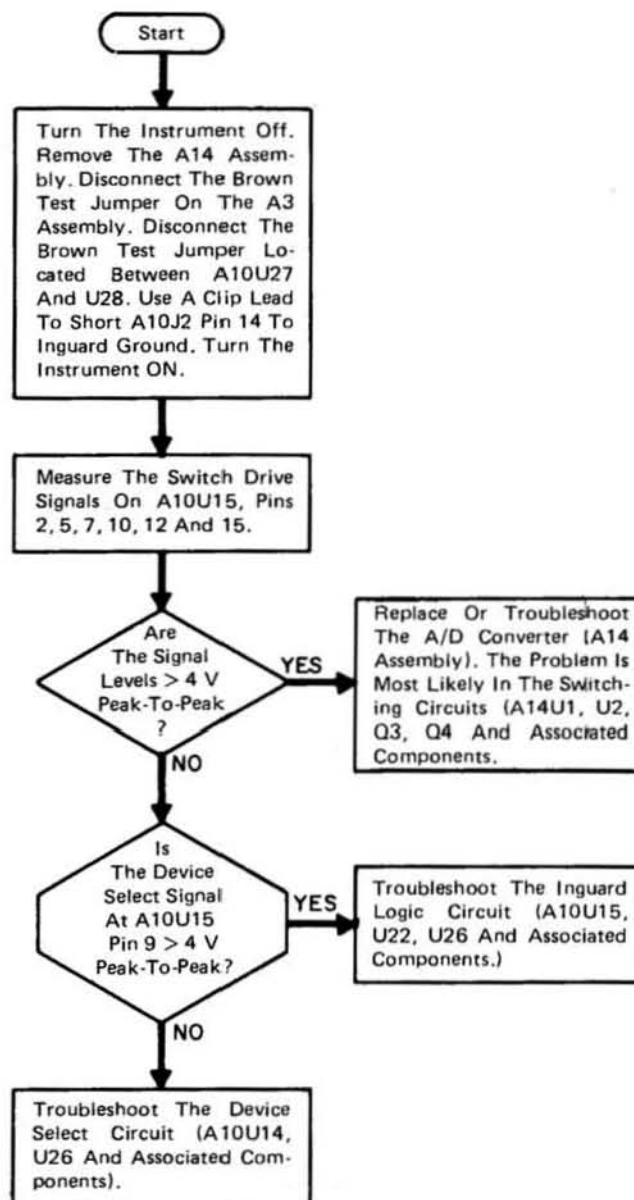 Start
Turn The Instrument Off.
Remove The A14 Assem-
bly. Disconnect The Brown
Test Jumper On The A3
Assembly. Disconnect The
Brown Test Jumper Lo-
cated Between A10U27
And U28. Use A Clip Lead
To Short A10J2 Pin 14 To
Inguard Ground. Turn The
Instrument ON.
Measure The Switch Drive
Signals On A10U15, Pins
2, 5, 7, 10, 12 And 15.
Are
The Signal
Levels > 4 V
Peak-To-Peak
?
YES
Replace Or Troubleshoot
The A/D Converter (A14
Assembly). The Problem Is
Most Likely In The Switch-
ing Circuits (A14U1, U2,
Q3, Q4 And Associated
Components.
NO
Is
The Device
Select Signal
At A10U15
Pin 9 > 4 V
Peak-To-Peak?
YES
Troubleshoot The Inguard
Logic Circuit (A10U15,
U22, U26 And Associated
Components.)
NO
Troubleshoot The Device
Select Circuit (A10U14,
U26 And Associated Com-
ponents).